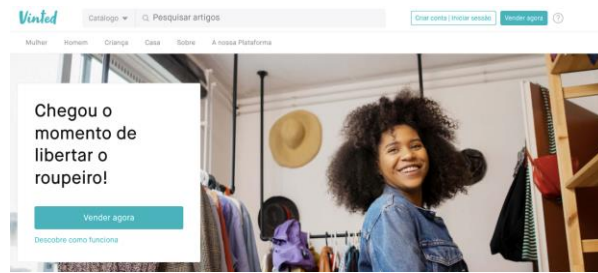 Vinted
Catálogo
Pesquisar artigos
Criar conta | Iniciar sessão
Vender agora
?
Mulher Homem Criança Casa Sobre A nossa Plataforma
Chegou o
momento de
libertar o
roupeiro!
Vender agora
Descobre como funciona